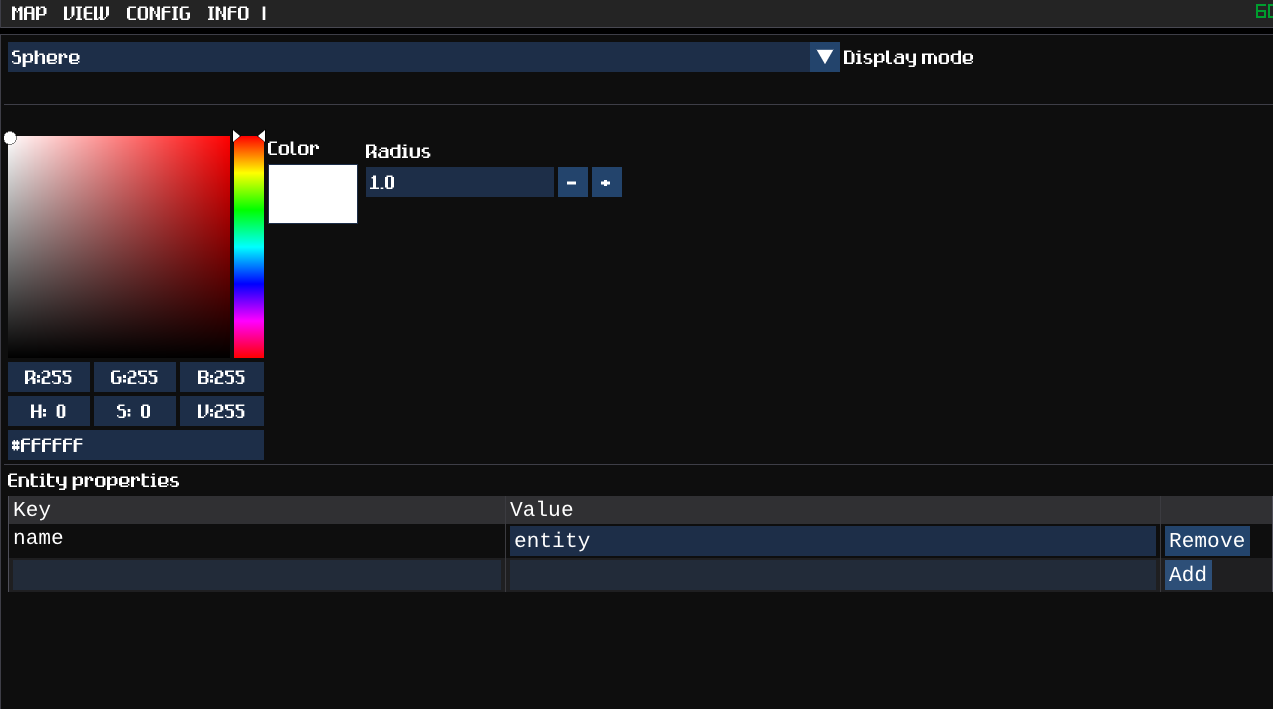 MAP VIEW CONFIG INFO |
Sphere Display mode
Color Radius
1.0 - +
R:255 G:255 B:255
H: 0 S: 0 V:255
#FFFFFF
Entity properties
Key Value
name entity Remove
Add